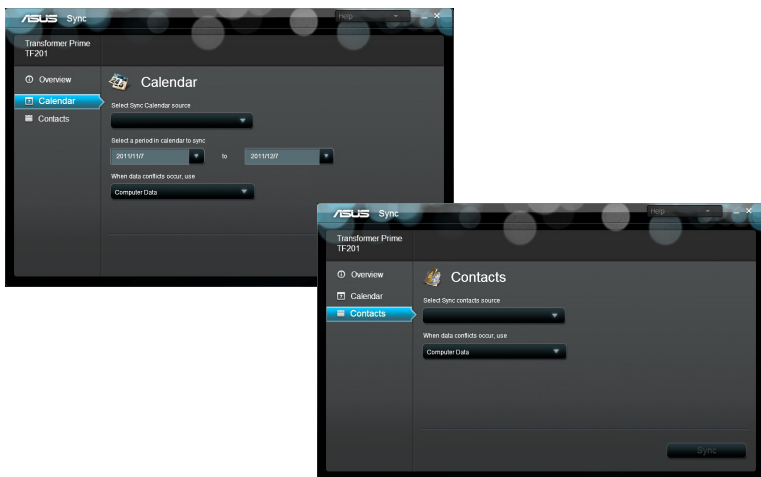 ASUS Sync
Help
Transformer Prime
TF201
Overview
Calendar
Contacts
Calendar
Select Sync Calendar source
Select a period in calendar to sync
2011/11/7 to 2011/12/7
When data conflicts occur, use
Computer Data
ASUS Sync
Help
Transformer Prime
TF201
Overview
Calendar
Contacts
Contacts
Select Sync contacts source
When data conflicts occur, use
Computer Data
Sync